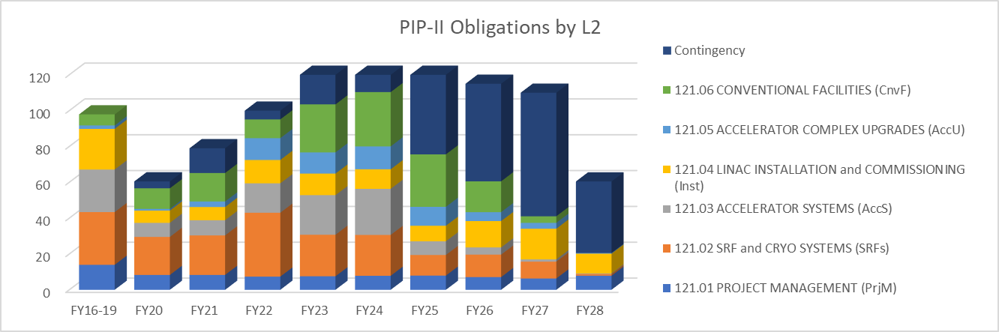 PIP-II Obligations by L2
120
100
80
60
40
20
0
FY16-19
FY20
FY21
FY22
FY23
FY24
FY25
FY26
FY27
FY28
Contingency
121.06 CONVENTIONAL FACILITIES (CnvF)
121.05 ACCELERATOR COMPLEX UPGRADES (AccU)
121.04 LINAC INSTALLATION and COMMISSIONING
(Inst)
121.03 ACCELERATOR SYSTEMS (AccS)
121.02 SRF and CRYO SYSTEMS (SRFs)
121.01 PROJECT MANAGEMENT (PrjM)